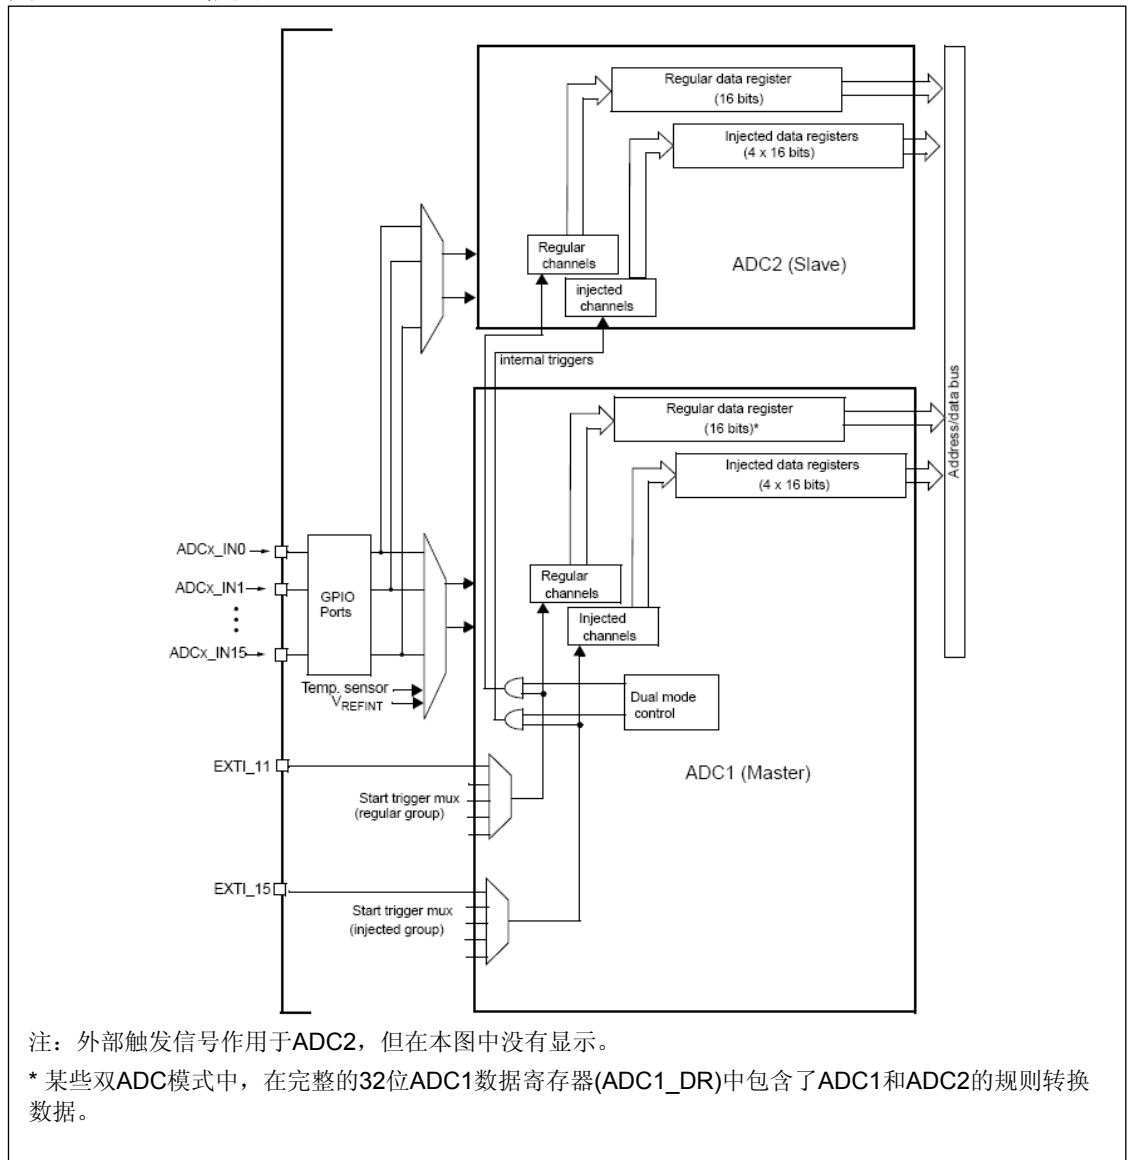 Regular data register
(16 bits)
Injected data registers
(4 x 16 bits)
Regular
channels
ADC2 (Slave)
injected
channels
internal triggers
Address/data bus
Regular data register
(16 bits)*
Injected data registers
(4 x 16 bits)
ADCx_IN0
ADCx_IN1
ADCx_IN15
GPIO
Ports
Regular
channels
Injected
channels
Temp. sensor
VREFINT
Dual mode
control
EXTI_11
ADC1 (Master)
Start trigger mux
(regular group)
EXTI_15
Start trigger mux
(injected group)
注：外部触发信号作用于ADC2，但在本图中没有显示。
* 某些双ADC模式中，在完整的32位ADC1数据寄存器(ADC1_DR)中包含了ADC1和ADC2的规则转换
数据。